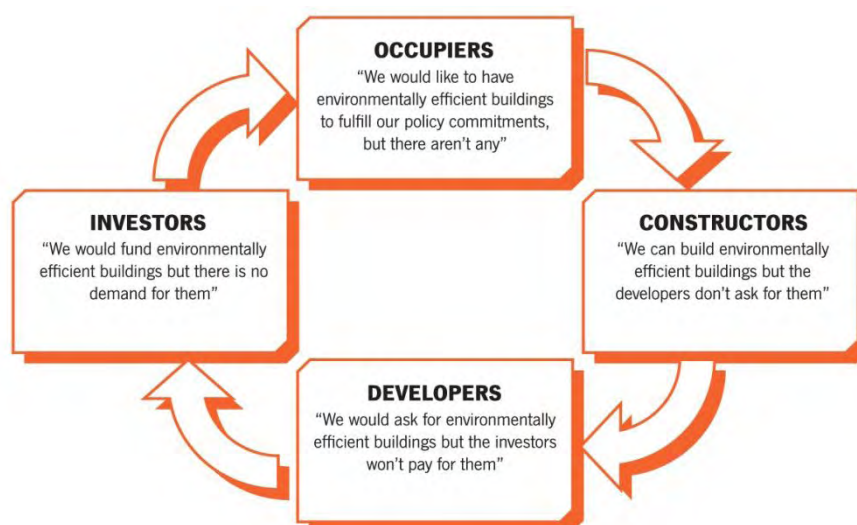 OCCUPIERS
“We would like to have
environmentally efficient buildings
to fulfill our policy commitments,
but there aren’t any”
CONSTRUCTORS
“We can build environmentally
efficient buildings but the
developers don’t ask for them”
DEVELOPERS
“We would ask for environmentally
efficient buildings but the investors
won’t pay for them”
INVESTORS
“We would fund environmentally
efficient buildings but there is no
demand for them”